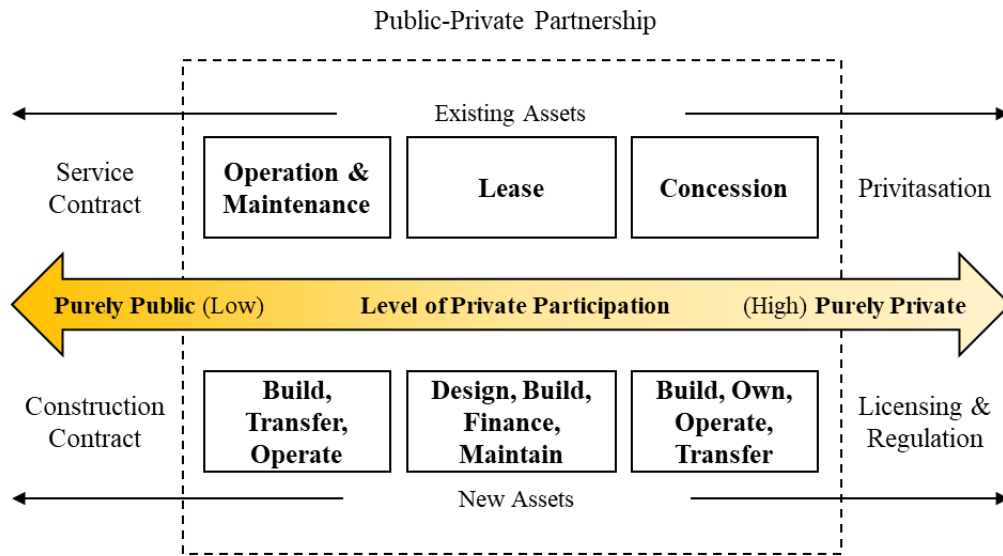 Public-Private Partnership
Existing Assets
Service
Contract
Operation &
Maintenance
Lease
Concession
Privitasation
Purely Public (Low)
Level of Private Participation
(High) Purely Private
Construction
Contract
Build,
Transfer,
Operate
Design, Build,
Finance,
Maintain
Build, Own,
Operate,
Transfer
Licensing &
Regulation
New Assets